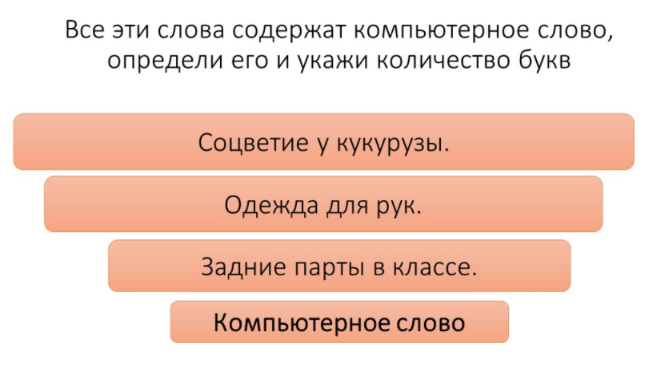 Все эти слова содержат компьютерное слово,
определи его и укажи количество букв
Соцветие у кукурузы.
Одежда для рук.
Задние парты в классе.
Компьютерное слово